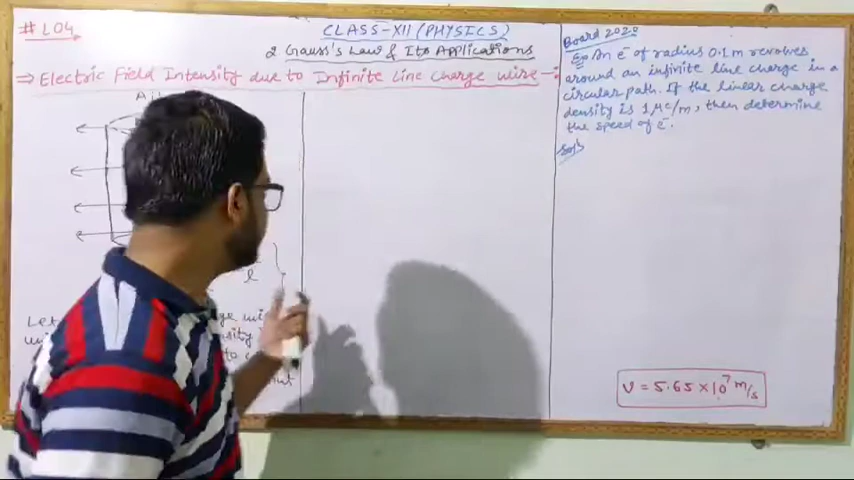 # L04
CLASS-XII (PHYSICS)
2 Gauss's Law & Its Applications
⇒ Electric Field Intensity due to Infinite Line Charge wire —:
l
Let
Board 2020
Eg An e⁻ of radius 0.1m revolves
around an infinite line charge in a
circular path. If the linear charge
density is 1 μC/m, then determine
the speed of e⁻.
Solⁿ
v = 5.65 × 10⁷ m/s